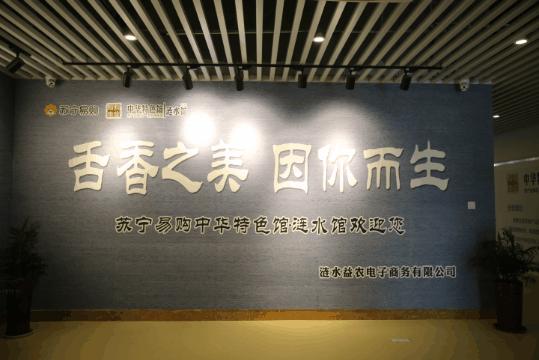 苏宁易购 中华特色馆 涟水馆
舌香之美 因你而生
苏宁易购中华特色馆涟水馆欢迎您
涟水益农电子商务有限公司